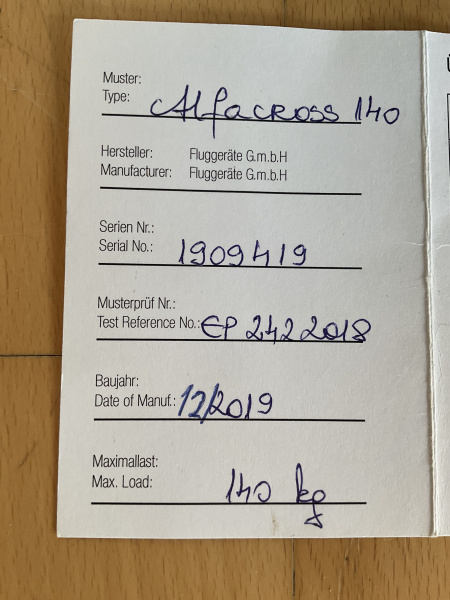 Muster:
Type: Alfacross 140
Hersteller: Fluggeräte G.m.b.H
Manufacturer: Fluggeräte G.m.b.H
Serien Nr.:
Serial No.: 1909419
Musterprüf Nr.:
Test Reference No.: EP 242 2018
Baujahr:
Date of Manuf.: 12/2019
Maximallast:
Max. Load: 140 kg